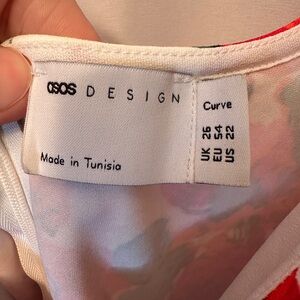 asos DESIGN
Curve
UK 26
EU 54
US 22
Made in Tunisia